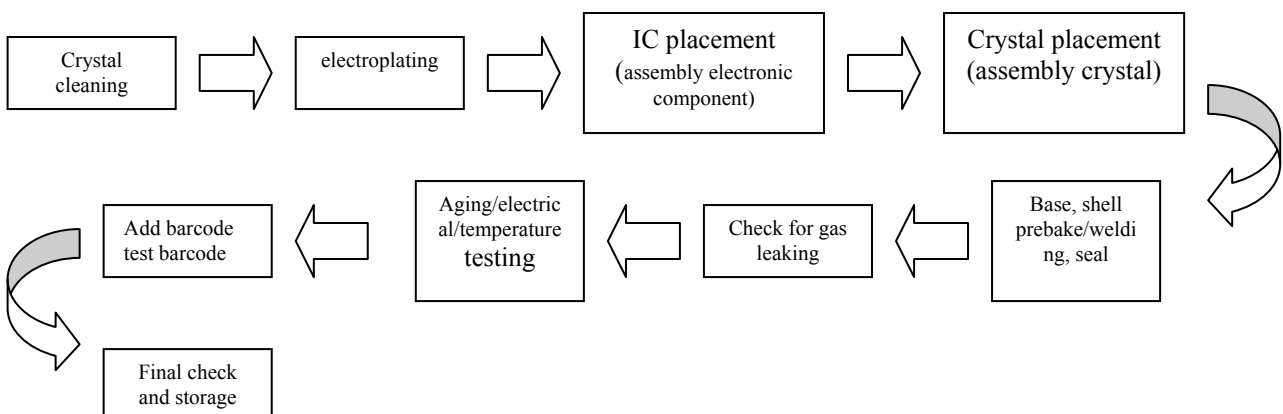 Crystal
cleaning
electroplating
IC placement
(assembly electronic
component)
Crystal placement
(assembly crystal)
Base, shell
prebake/weldi
ng, seal
Check for gas
leaking
Aging/electric
al/temperature
testing
Add barcode
test barcode
Final check
and storage